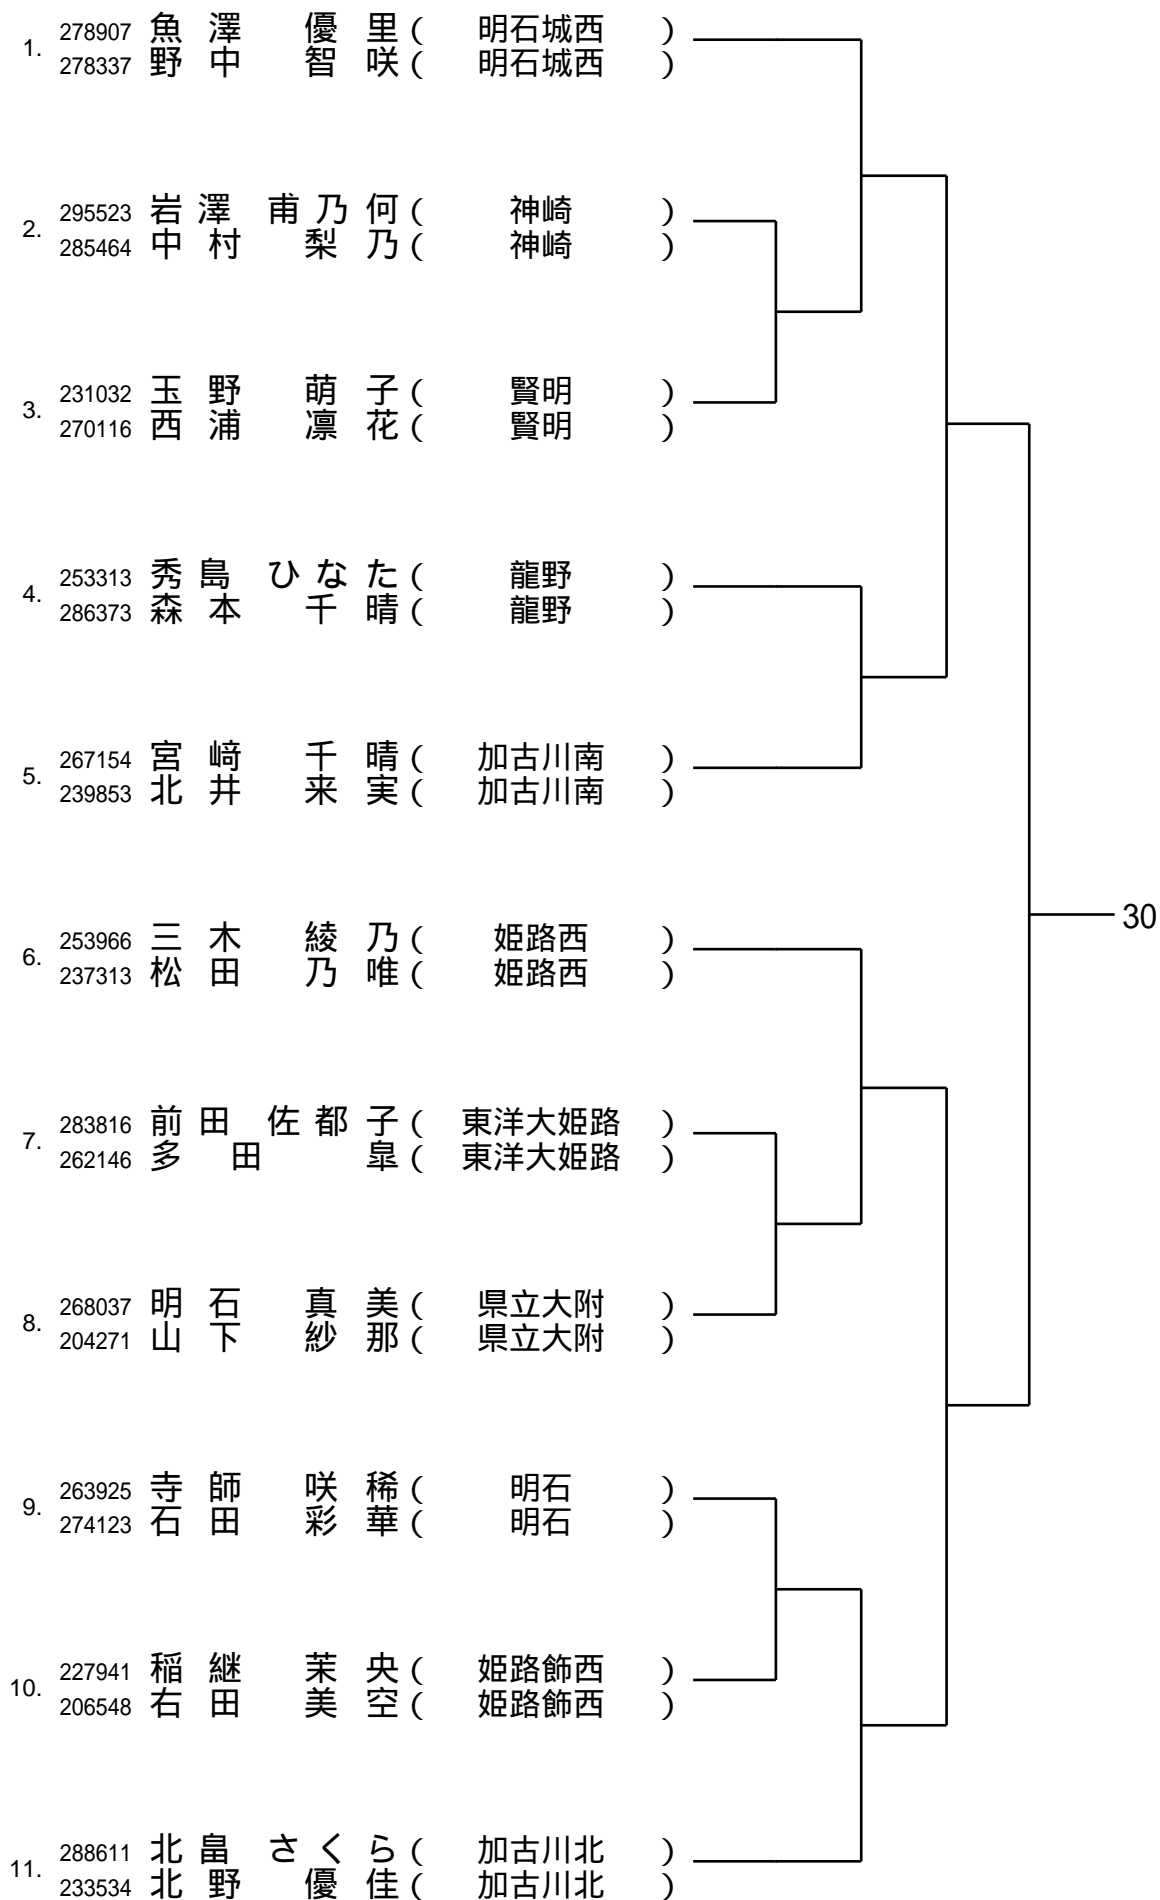 1. 278907 魚澤 優里 ( 明石城西 )
278337 野中 智咲 ( 明石城西 )
2. 295523 岩澤 甫乃何 ( 神崎 )
285464 中村 梨乃 ( 神崎 )
3. 231032 玉野 萌子 ( 賢明 )
270116 西浦 凛花 ( 賢明 )
4. 253313 秀島 ひなた ( 龍野 )
286373 森本 千晴 ( 龍野 )
5. 267154 宮﨑 千晴 ( 加古川南 )
239853 北井 来実 ( 加古川南 )
30
6. 253966 三木 綾乃 ( 姫路西 )
237313 松田 乃唯 ( 姫路西 )
7. 283816 前田 佐都子 ( 東洋大姫路 )
262146 多田 皐 ( 東洋大姫路 )
8. 268037 明石 真美 ( 県立大附 )
204271 山下 紗那 ( 県立大附 )
9. 263925 寺師 咲稀 ( 明石 )
274123 石田 彩華 ( 明石 )
10. 227941 稲継 茉央 ( 姫路飾西 )
206548 右田 美空 ( 姫路飾西 )
11. 288611 北畠 さくら ( 加古川北 )
233534 北野 優佳 ( 加古川北 )